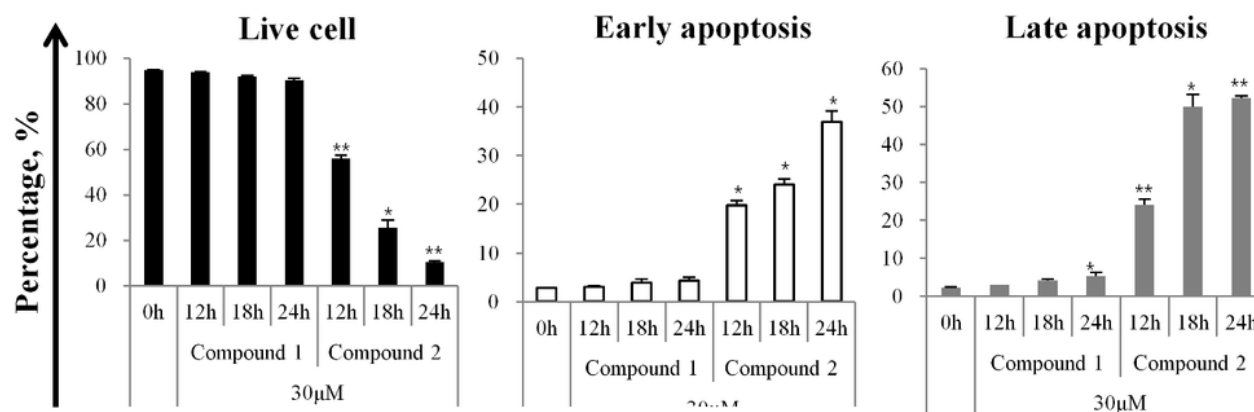 Percentage, %
Live cell
100
80
60
40
20
0
**
*
**
0h 12h 18h 24h 12h 18h 24h
Compound 1 Compound 2
30μM
Early apoptosis
50
40
30
20
10
0
*
*
*
0h 12h 18h 24h 12h 18h 24h
Compound 1 Compound 2
30μM
Late apoptosis
60
50
40
30
20
10
0
*
**
*
**
0h 12h 18h 24h 12h 18h 24h
Compound 1 Compound 2
30μM